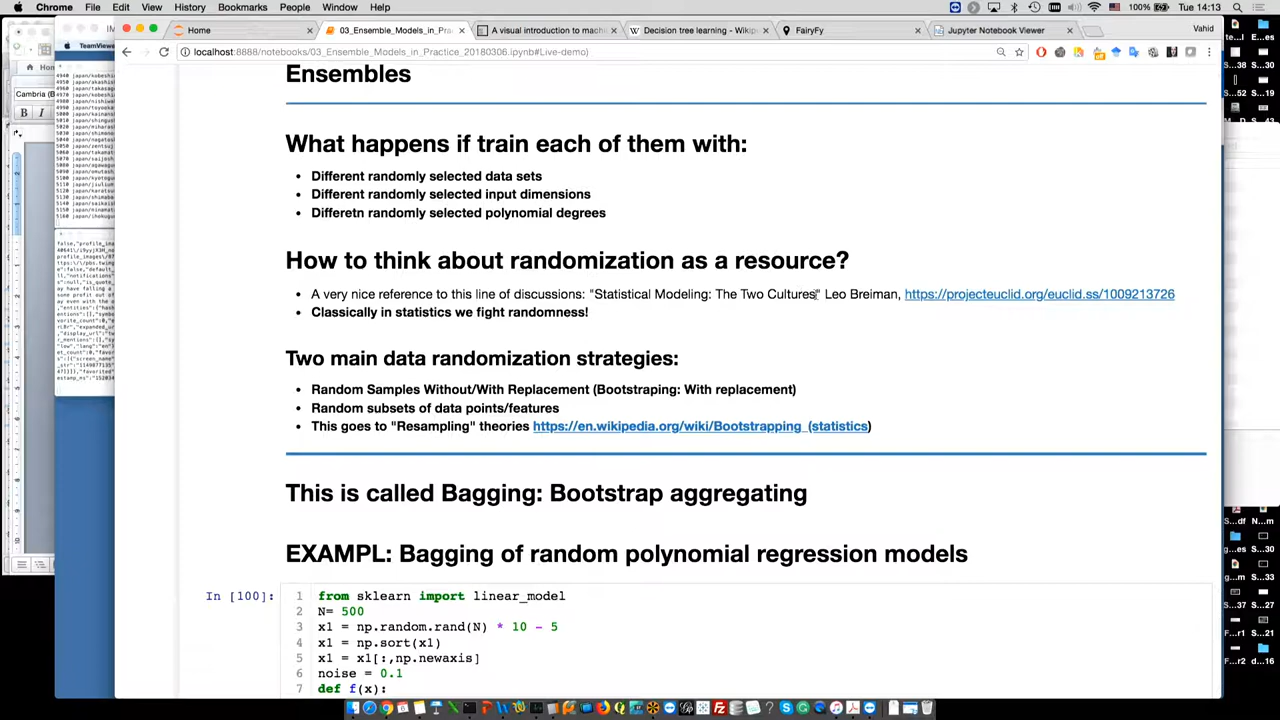 Chrome File Edit View History Bookmarks People Window Help 100% Tue 14:13
Home 03_Ensemble_Models_in_Pra A visual introduction to mach Decision tree learning - Wikip FairyFy Jupyter Notebook Viewer Vahid
localhost:8888/notebooks/03_Ensemble_Models_in_Practice_20180306.ipynb#Live-demo)
TeamViewer
Cambria (B
B I
Ensembles
What happens if train each of them with:
• Different randomly selected data sets
• Different randomly selected input dimensions
• Differetn randomly selected polynomial degrees
How to think about randomization as a resource?
• A very nice reference to this line of discussions: "Statistical Modeling: The Two Cultures" Leo Breiman, https://projecteuclid.org/euclid.ss/1009213726
• Classically in statistics we fight randomness!
Two main data randomization strategies:
• Random Samples Without/With Replacement (Bootstraping: With replacement)
• Random subsets of data points/features
• This goes to "Resampling" theories https://en.wikipedia.org/wiki/Bootstrapping_(statistics)
This is called Bagging: Bootstrap aggregating
EXAMPL: Bagging of random polynomial regression models
In [100]:
1 from sklearn import linear_model
2 N= 500
3 x1 = np.random.rand(N) * 10 - 5
4 x1 = np.sort(x1)
5 x1 = x1[:,np.newaxis]
6 noise = 0.1
7 def f(x):